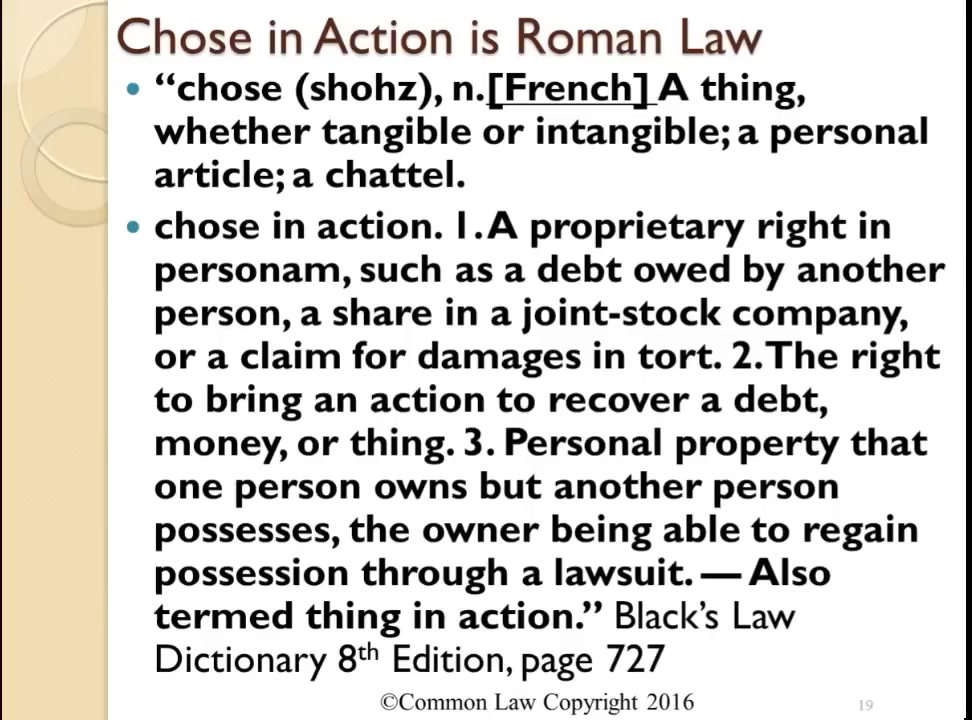 Chose in Action is Roman Law
• “chose (shohz), n.[French] A thing,
whether tangible or intangible; a personal
article; a chattel.
• chose in action. 1. A proprietary right in
personam, such as a debt owed by another
person, a share in a joint-stock company,
or a claim for damages in tort. 2. The right
to bring an action to recover a debt,
money, or thing. 3. Personal property that
one person owns but another person
possesses, the owner being able to regain
possession through a lawsuit. — Also
termed thing in action.” Black’s Law
Dictionary 8th Edition, page 727
©Common Law Copyright 2016
19